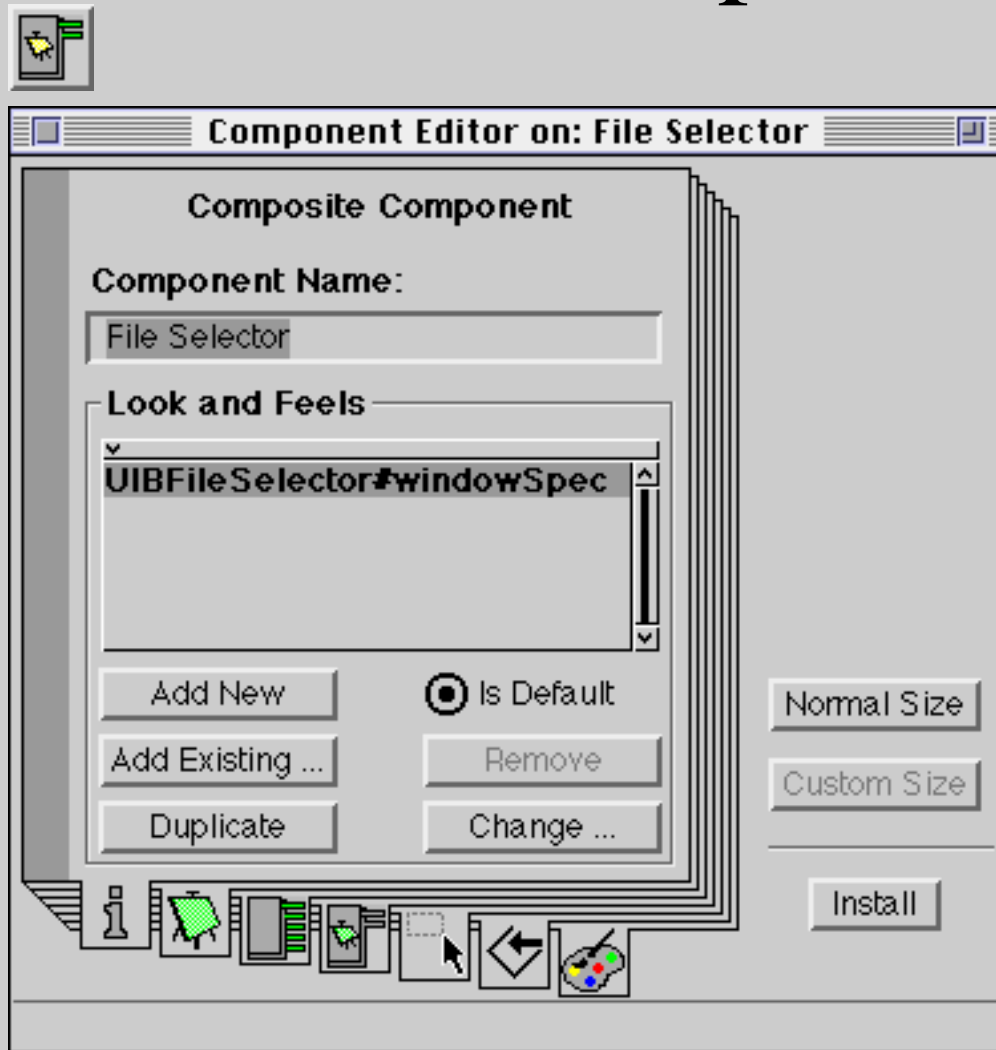 Component Editor on: File Selector
Composite Component
Component Name:
File Selector
Look and Feels
UIBFileSelector#windowSpec
Add New
Is Default
Add Existing ...
Remove
Duplicate
Change ...
Normal Size
Custom Size
Install